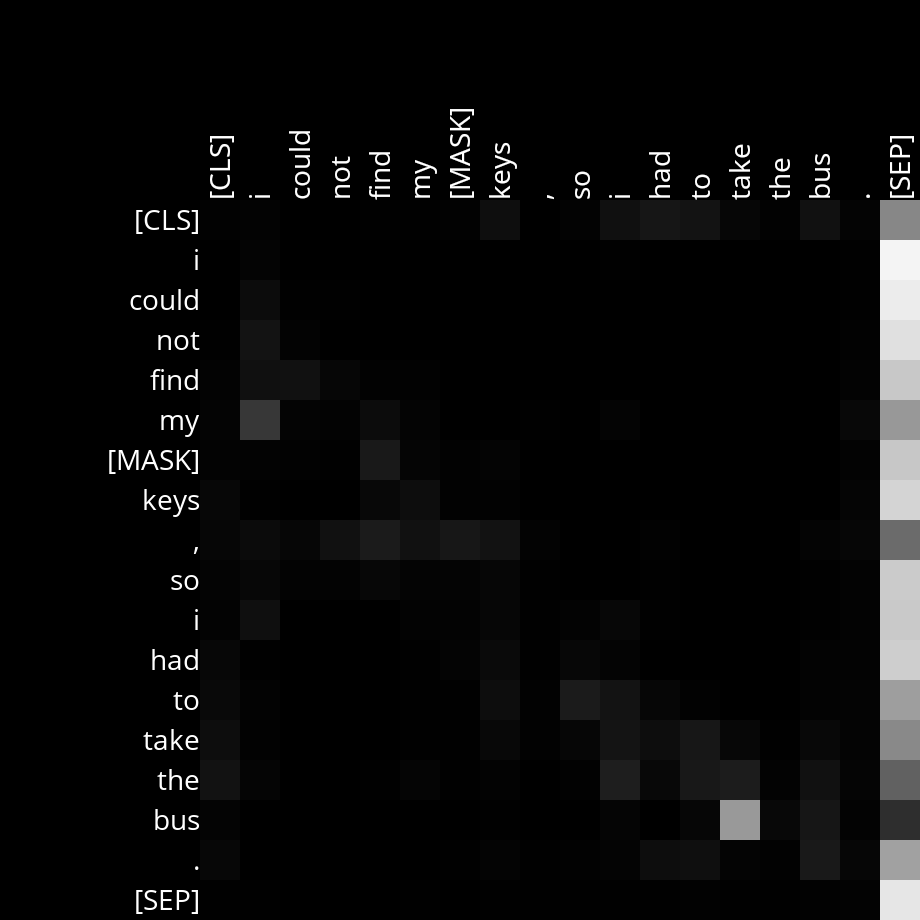 [CLS] i could not find my [MASK] keys , so i had to take the bus . [SEP]
[CLS]
i
could
not
find
my
[MASK]
keys
,
so
i
had
to
take
the
bus
.
[SEP]